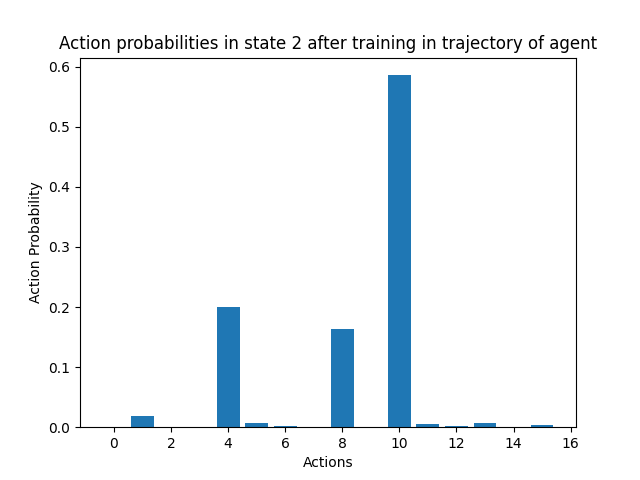 Action probabilities in state 2 after training in trajectory of agent
0.6
0.5
0.4
0.3
0.2
0.1
0.0
Action Probability
0 2 4 6 8 10 12 14 16
Actions